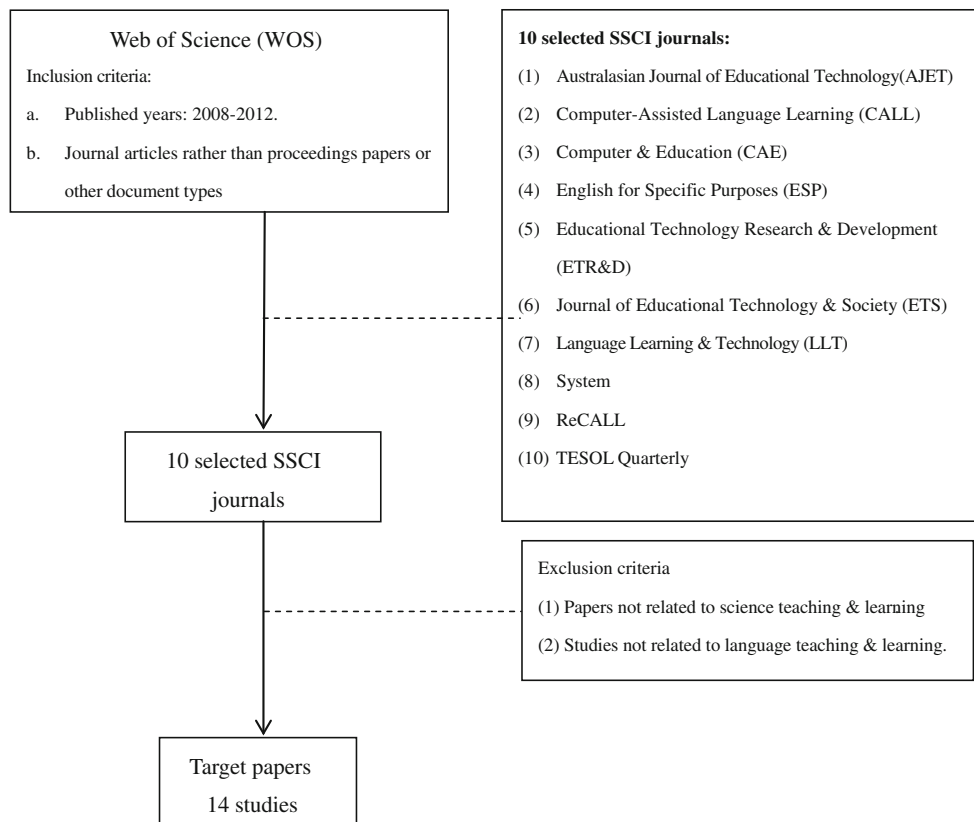 Web of Science (WOS)
Inclusion criteria:
a. Published years: 2008-2012.
b. Journal articles rather than proceedings papers or
other document types
10 selected SSCI journals:
(1) Australasian Journal of Educational Technology(AJET)
(2) Computer-Assisted Language Learning (CALL)
(3) Computer & Education (CAE)
(4) English for Specific Purposes (ESP)
(5) Educational Technology Research & Development
(ETR&D)
(6) Journal of Educational Technology & Society (ETS)
(7) Language Learning & Technology (LLT)
(8) System
(9) ReCALL
(10) TESOL Quarterly
10 selected SSCI
journals
Exclusion criteria
(1) Papers not related to science teaching & learning
(2) Studies not related to language teaching & learning.
Target papers
14 studies